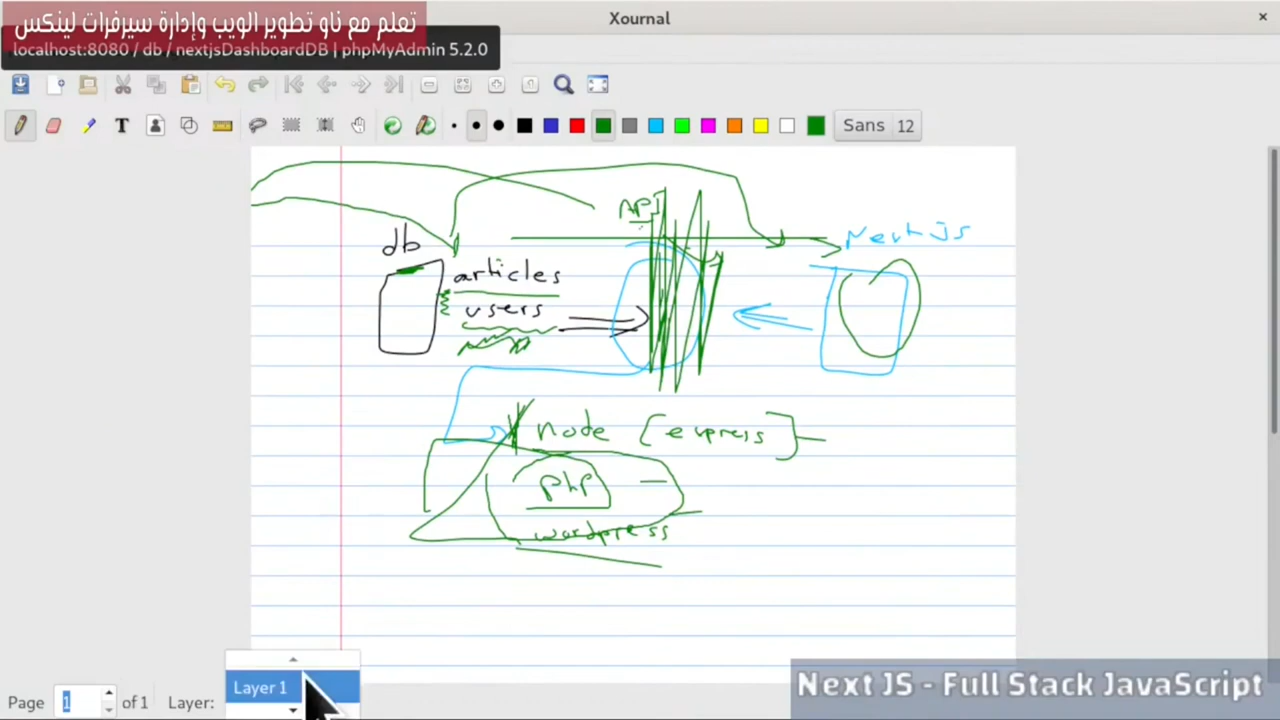 Xournal
تعلم مع ناو تطوير الويب وإدارة سيرفرات لينكس
localhost:8080 / db / nextjsDashboardDB | phpMyAdmin 5.2.0
Sans 12
API
db
Next js
articles
users
node [express]
php
wordpress
Page 1 of 1 Layer: Layer 1
Next JS - Full Stack JavaScript